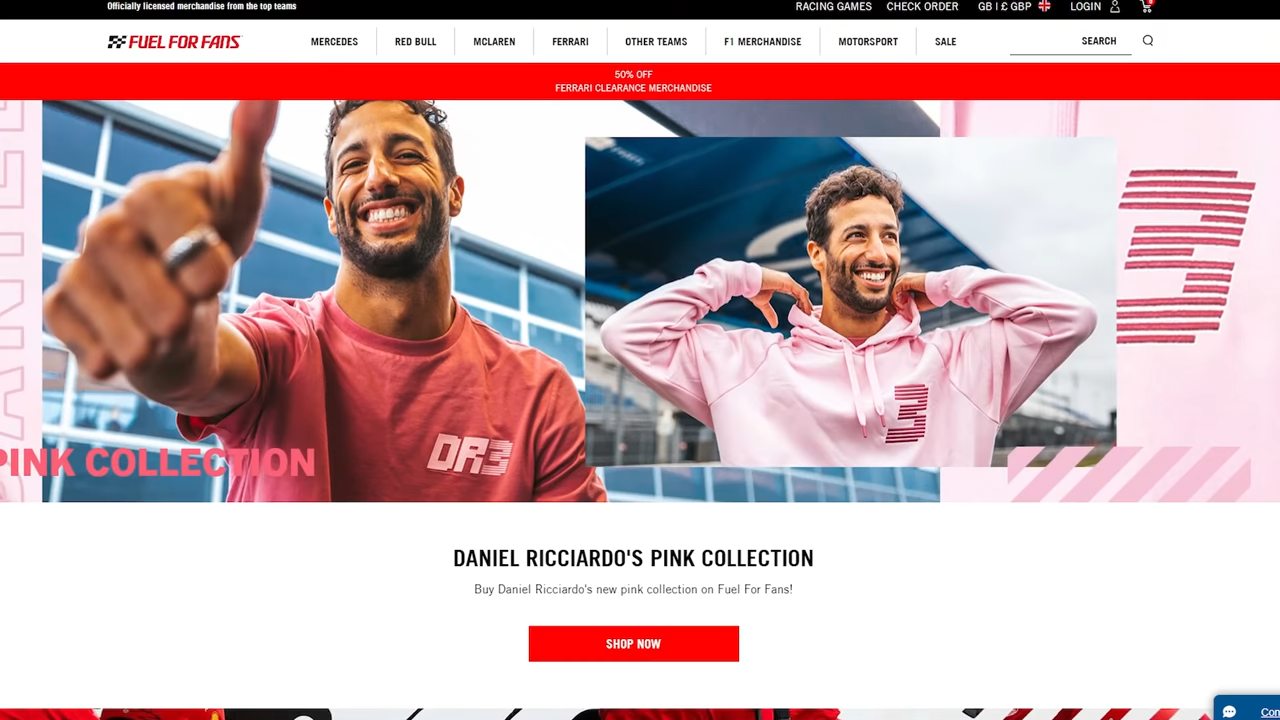 Officially licensed merchandise from the top teams
RACING GAMES CHECK ORDER GB | £ GBP LOGIN
FUEL FOR FANS
MERCEDES RED BULL MCLAREN FERRARI OTHER TEAMS F1 MERCHANDISE MOTORSPORT SALE SEARCH
50% OFF
FERRARI CLEARANCE MERCHANDISE
3
DR3
3
PINK COLLECTION
DANIEL RICCIARDO'S PINK COLLECTION
Buy Daniel Ricciardo's new pink collection on Fuel For Fans!
SHOP NOW